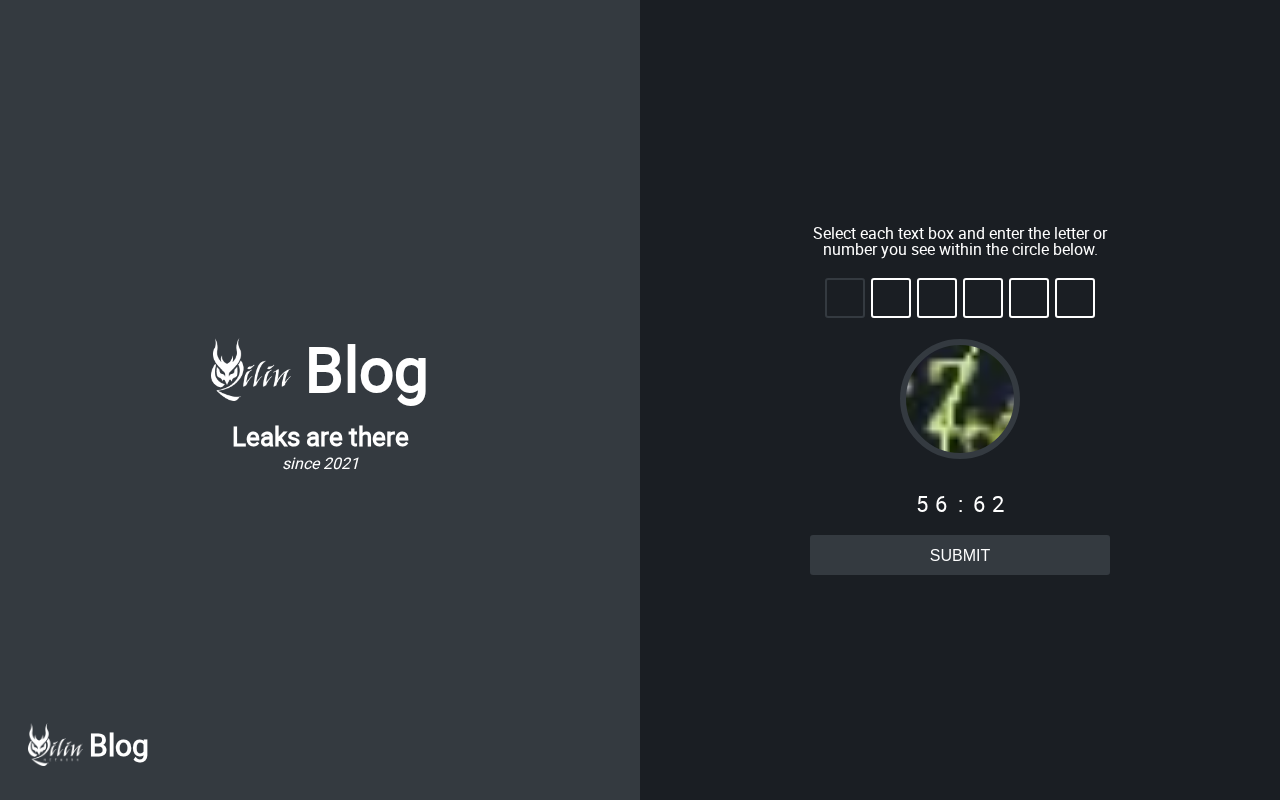 Qilin Blog
Leaks are there
since 2021
Qilin Blog
Select each text box and enter the letter or
number you see within the circle below.
56:62
SUBMIT